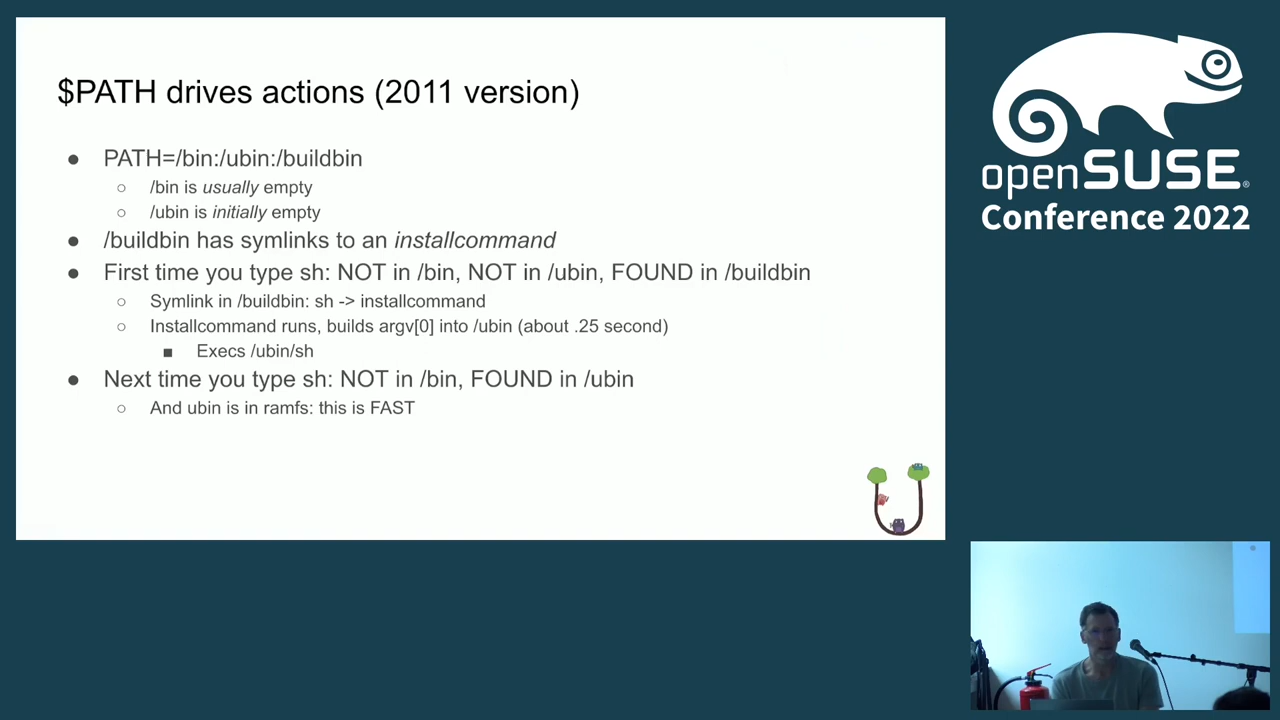 $PATH drives actions (2011 version)
● PATH=/bin:/ubin:/buildbin
○ /bin is usually empty
○ /ubin is initially empty
● /buildbin has symlinks to an installcommand
● First time you type sh: NOT in /bin, NOT in /ubin, FOUND in /buildbin
○ Symlink in /buildbin: sh -> installcommand
○ Installcommand runs, builds argv[0] into /ubin (about .25 second)
■ Execs /ubin/sh
● Next time you type sh: NOT in /bin, FOUND in /ubin
○ And ubin is in ramfs: this is FAST
openSUSE®
Conference 2022